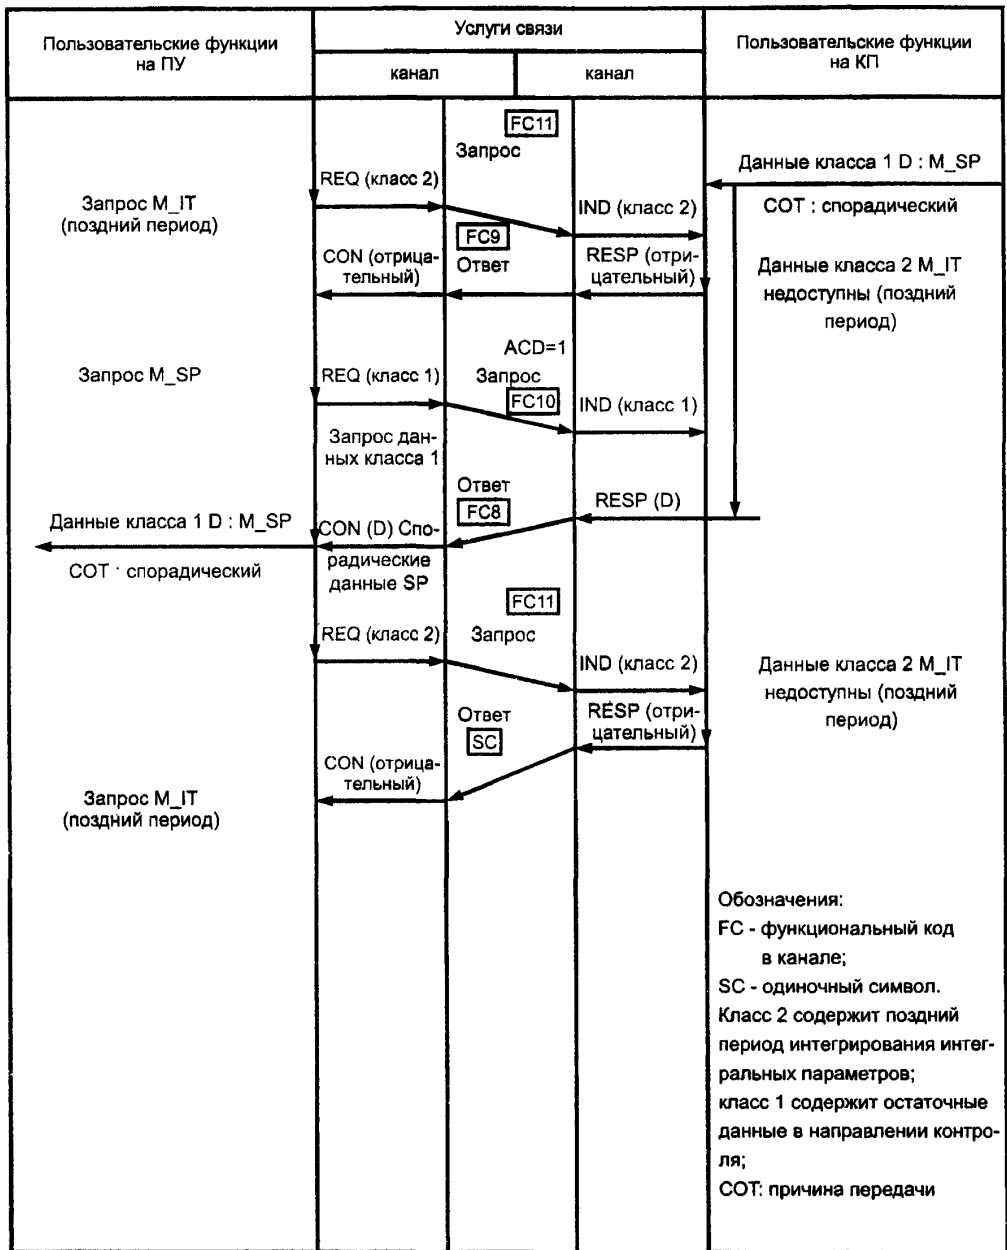 Пользовательские функции
на ПУ
Услуги связи
канал
канал
Пользовательские функции
на КП
FC11
Запрос
Данные класса 1 D : M_SP
REQ (класс 2)
Запрос M_IT
(поздний период)
IND (класс 2)
COT : спорадический
FC9
CON (отрица-
тельный)
Ответ
RESP (отри-
цательный)
Данные класса 2 M_IT
недоступны (поздний
период)
ACD=1
Запрос M_SP
REQ (класс 1)
Запрос
FC10
IND (класс 1)
Запрос дан-
ных класса 1
Ответ
FC8
RESP (D)
Данные класса 1 D : M_SP
CON (D) Спо-
радические
данные SP
COT : спорадический
FC11
REQ (класс 2)
Запрос
IND (класс 2)
Данные класса 2 M_IT
недоступны (поздний
период)
Ответ
SC
RESP (отри-
цательный)
CON (отрица-
тельный)
Запрос M_IT
(поздний период)
Обозначения:
FC - функциональный код
в канале;
SC - одиночный символ.
Класс 2 содержит поздний
период интегрирования интег-
ральных параметров;
класс 1 содержит остаточные
данные в направлении контро-
ля;
COT: причина передачи